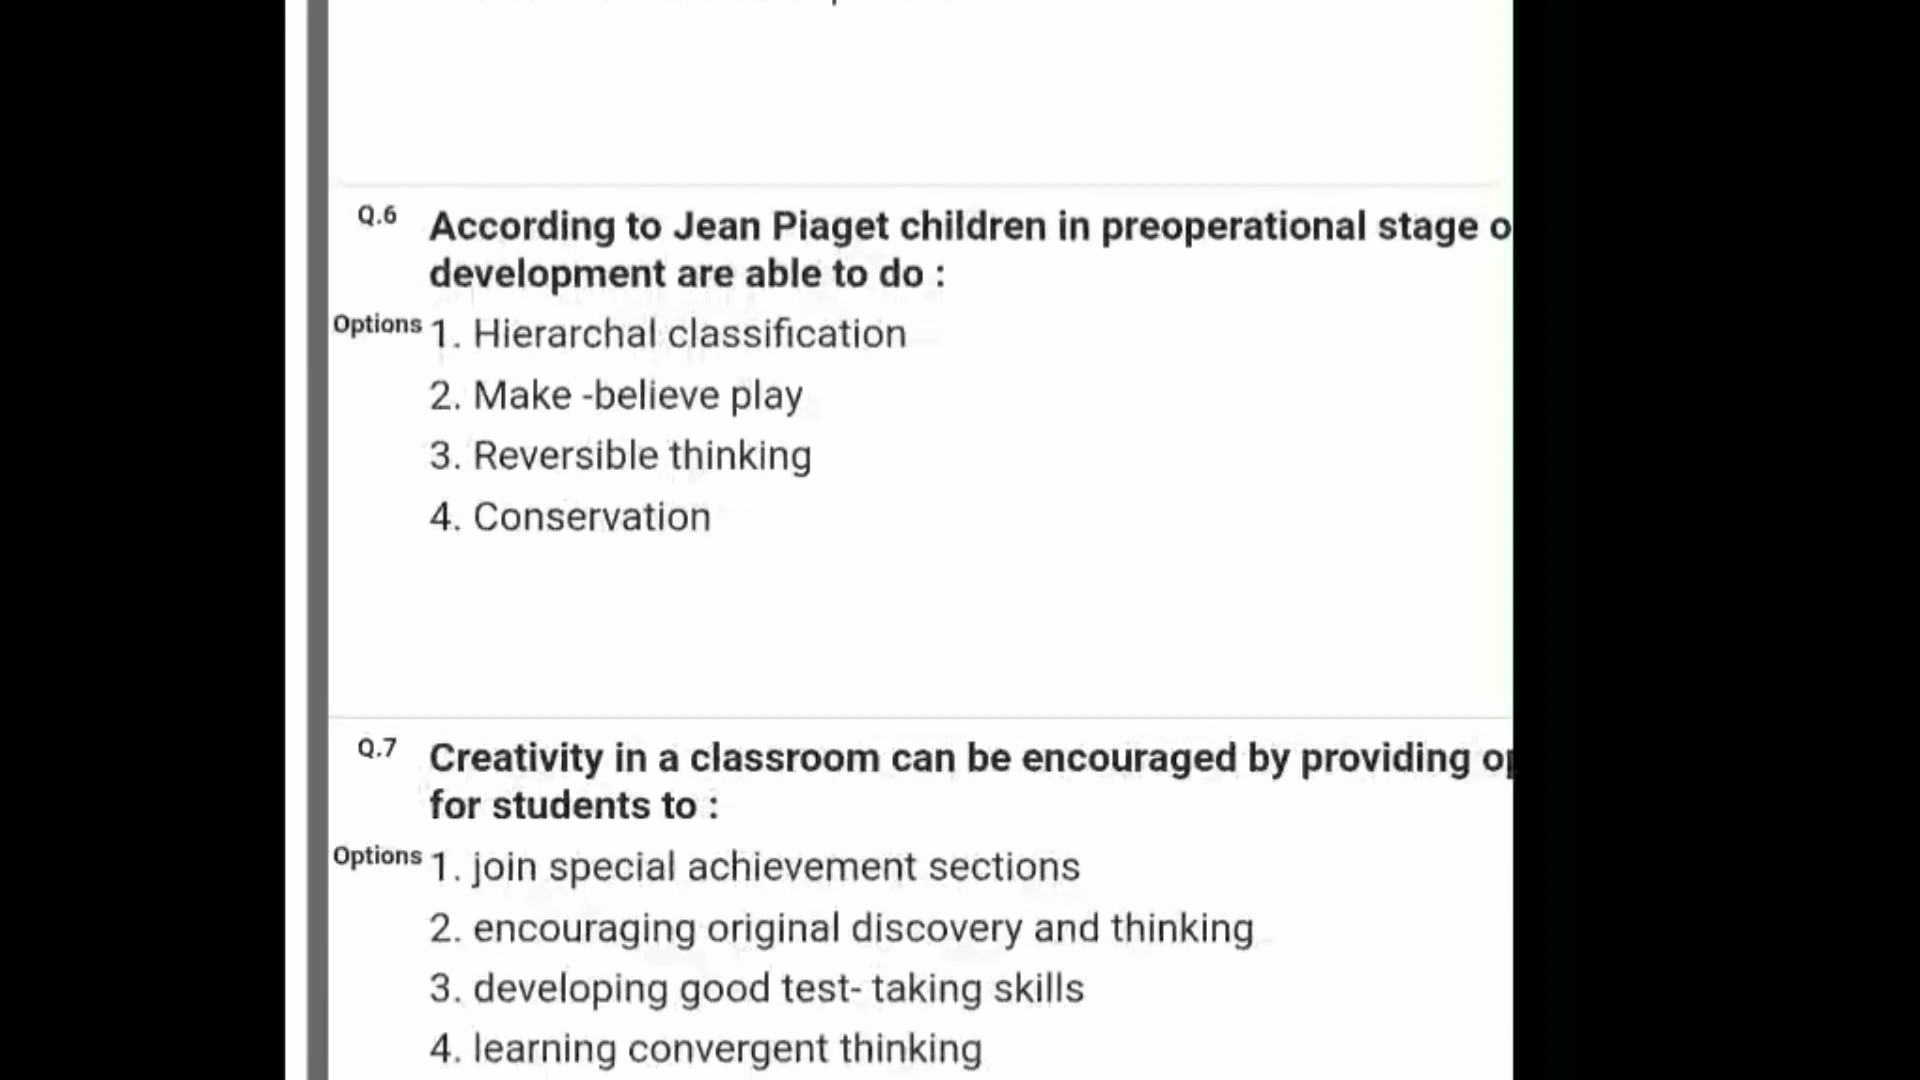 Q.6 According to Jean Piaget children in preoperational stage o
development are able to do :
Options 1. Hierarchal classification
2. Make -believe play
3. Reversible thinking
4. Conservation
Q.7 Creativity in a classroom can be encouraged by providing
for students to :
Options 1. join special achievement sections
2. encouraging original discovery and thinking
3. developing good test- taking skills
4. learning convergent thinking